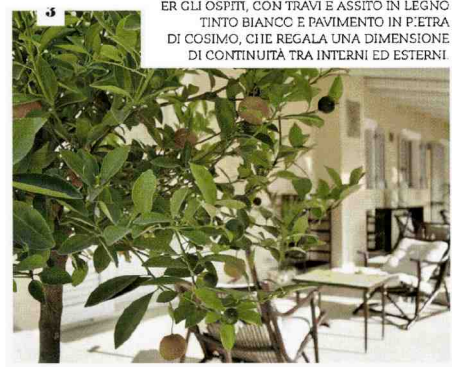 3
ER GLI OSPITI, CON TRAVI E ASSITO IN LEGNO
TINTO BIANCO E PAVIMENTO IN PIETRA
DI COSIMO, CHE REGALA UNA DIMENSIONE
DI CONTINUITÀ TRA INTERNI ED ESTERNI.